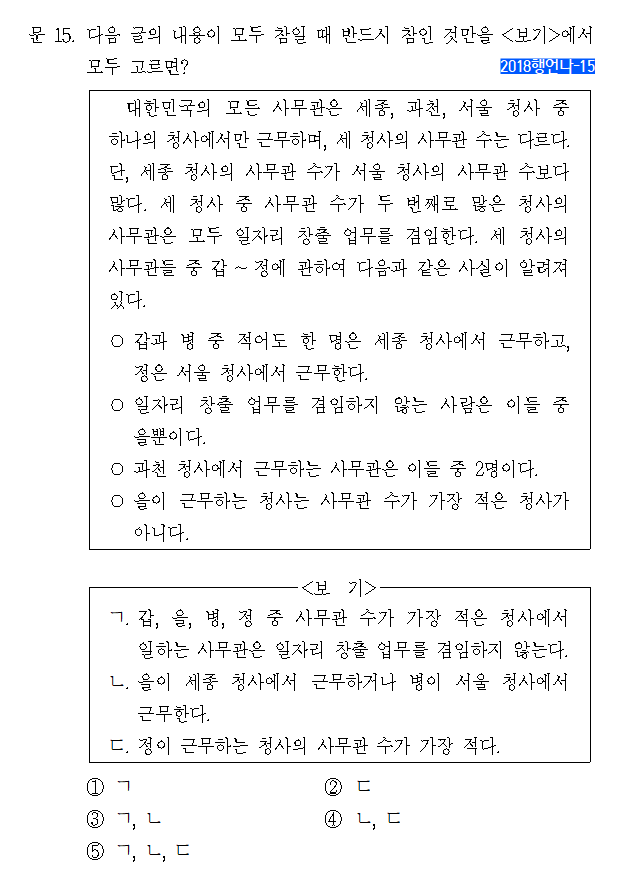 문 15. 다음 글의 내용이 모두 참일 때 반드시 참인 것만을 <보기>에서
모두 고르면?
2018행언나-15
대한민국의 모든 사무관은 세종, 과천, 서울 청사 중
하나의 청사에서만 근무하며, 세 청사의 사무관 수는 다르다.
단, 세종 청사의 사무관 수가 서울 청사의 사무관 수보다
많다. 세 청사 중 사무관 수가 두 번째로 많은 청사의
사무관은 모두 일자리 창출 업무를 겸임한다. 세 청사의
사무관들 중 갑 ~ 정에 관하여 다음과 같은 사실이 알려져
있다.
○ 갑과 병 중 적어도 한 명은 세종 청사에서 근무하고,
정은 서울 청사에서 근무한다.
○ 일자리 창출 업무를 겸임하지 않는 사람은 이들 중
을뿐이다.
○ 과천 청사에서 근무하는 사무관은 이들 중 2명이다.
○ 을이 근무하는 청사는 사무관 수가 가장 적은 청사가
아니다.
<보 기>
ㄱ. 갑, 을, 병, 정 중 사무관 수가 가장 적은 청사에서
일하는 사무관은 일자리 창출 업무를 겸임하지 않는다.
ㄴ. 을이 세종 청사에서 근무하거나 병이 서울 청사에서
근무한다.
ㄷ. 정이 근무하는 청사의 사무관 수가 가장 적다.
① ㄱ ② ㄷ
③ ㄱ, ㄴ ④ ㄴ, ㄷ
⑤ ㄱ, ㄴ, ㄷ